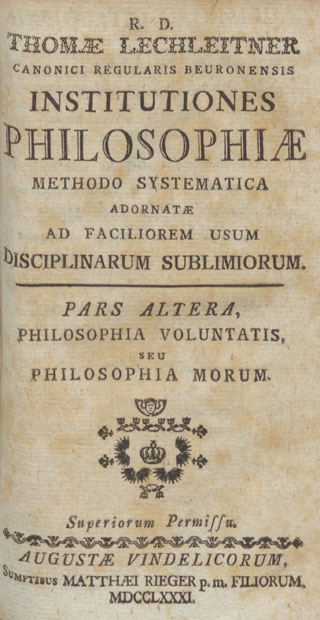 R. D.
THOMÆ LECHLEITNER
CANONICI REGULARIS BEURONENSIS
INSTITUTIONES
PHILOSOPHIÆ
METHODO SYSTEMATICA
ADORNATÆ
AD FACILIOREM USUM
DISCIPLINARUM SUBLIMIORUM.
PARS ALTERA,
PHILOSOPHIA VOLUNTATIS,
SEU
PHILOSOPHIA MORUM.
Superiorum Permiſſu.
AUGUSTÆ VINDELICORUM,
SUMPTIBUS MATTHÆI RIEGER p. m. FILIORUM,
MDCCLXXXI.